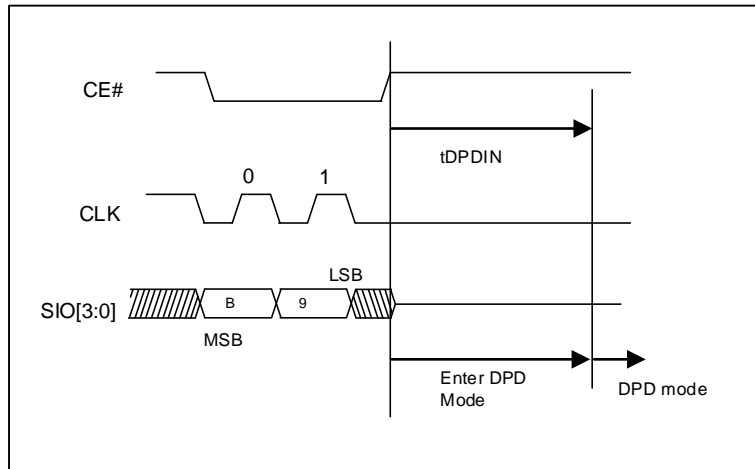 CE#
tDPDIN
0 1
CLK
LSB
SIO[3:0]
B 9
MSB
Enter DPD
Mode
DPD mode